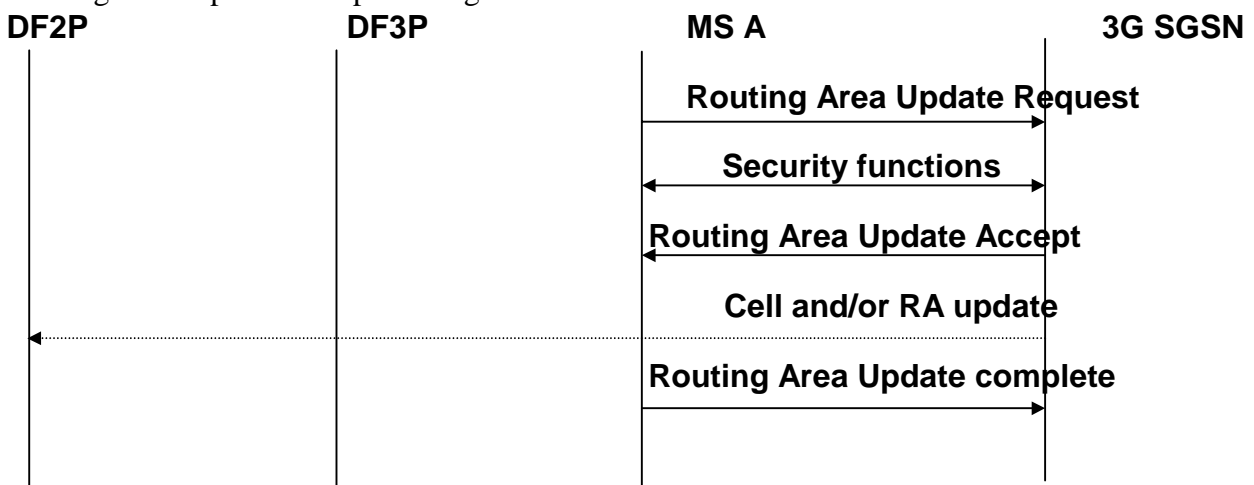 DF2P DF3P MS A 3G SGSN
Routing Area Update Request
Security functions
Routing Area Update Accept
Cell and/or RA update
Routing Area Update complete